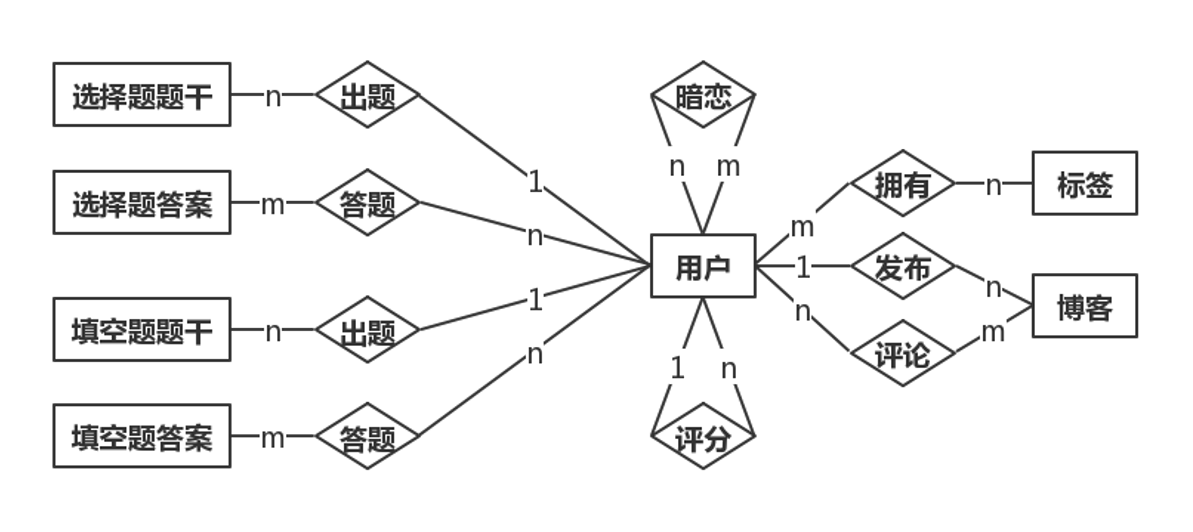 选择题题干 n 出题 1
选择题答案 m 答题 n
填空题题干 n 出题 1
填空题答案 m 答题 n
暗恋
n m
用户
1 n
评分
m 拥有 n 标签
1 发布 n
博客
n 评论 m